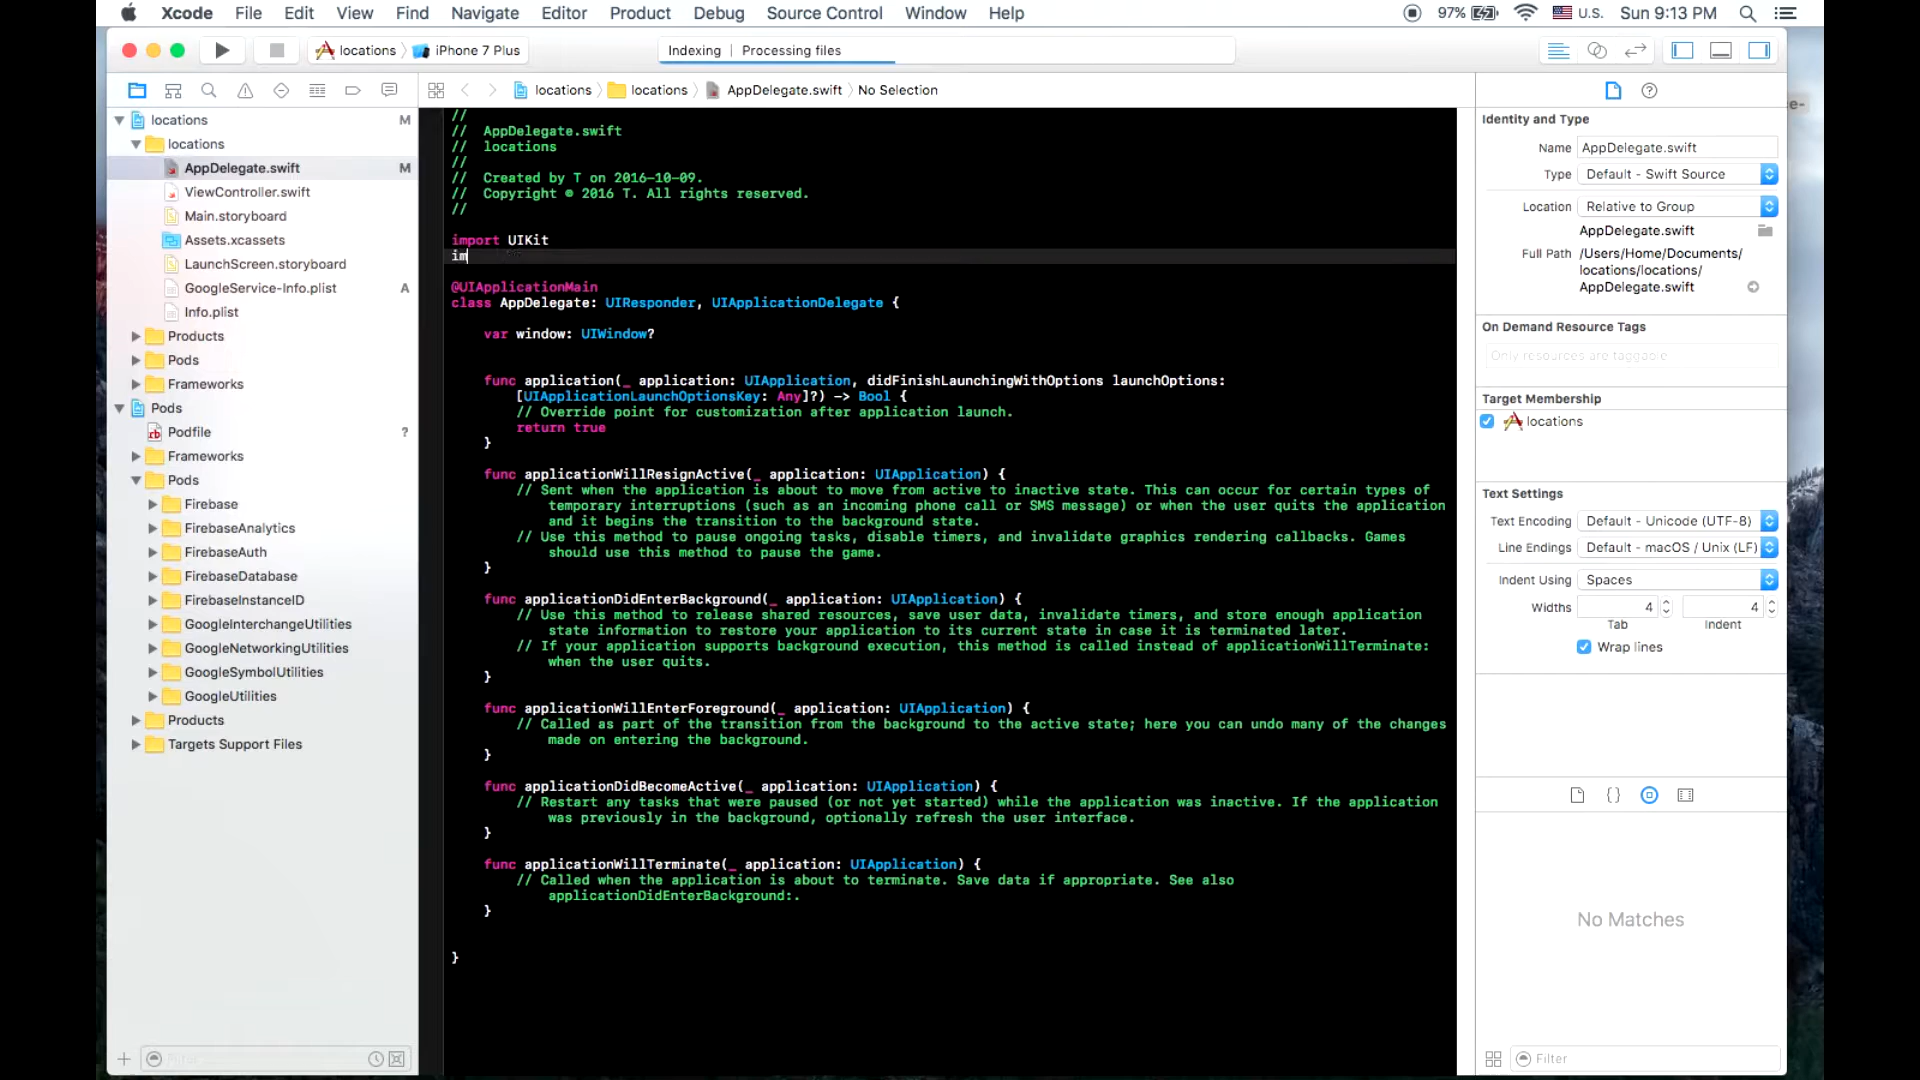 Xcode File Edit View Find Navigate Editor Product Debug Source Control Window Help 97% U.S. Sun 9:13 PM
locations iPhone 7 Plus Indexing | Processing files
locations locations AppDelegate.swift No Selection
locations M
locations
AppDelegate.swift M
ViewController.swift
Main.storyboard
Assets.xcassets
LaunchScreen.storyboard
GoogleService-Info.plist A
Info.plist
Products
Pods
Frameworks
Pods
Podfile ?
Frameworks
Pods
Firebase
FirebaseAnalytics
FirebaseAuth
FirebaseDatabase
FirebaseInstanceID
GoogleInterchangeUtilities
GoogleNetworkingUtilities
GoogleSymbolUtilities
GoogleUtilities
Products
Targets Support Files
Filter
//
// AppDelegate.swift
// locations
//
// Created by T on 2016-10-09.
// Copyright © 2016 T. All rights reserved.
//
import UIKit
im
@UIApplicationMain
class AppDelegate: UIResponder, UIApplicationDelegate {
var window: UIWindow?
func application(_ application: UIApplication, didFinishLaunchingWithOptions launchOptions:
[UIApplicationLaunchOptionsKey: Any]?) -> Bool {
// Override point for customization after application launch.
return true
}
func applicationWillResignActive(_ application: UIApplication) {
// Sent when the application is about to move from active to inactive state. This can occur for certain types of
temporary interruptions (such as an incoming phone call or SMS message) or when the user quits the application
and it begins the transition to the background state.
// Use this method to pause ongoing tasks, disable timers, and invalidate graphics rendering callbacks. Games
should use this method to pause the game.
}
func applicationDidEnterBackground(_ application: UIApplication) {
// Use this method to release shared resources, save user data, invalidate timers, and store enough application
state information to restore your application to its current state in case it is terminated later.
// If your application supports background execution, this method is called instead of applicationWillTerminate:
when the user quits.
}
func applicationWillEnterForeground(_ application: UIApplication) {
// Called as part of the transition from the background to the active state; here you can undo many of the changes
made on entering the background.
}
func applicationDidBecomeActive(_ application: UIApplication) {
// Restart any tasks that were paused (or not yet started) while the application was inactive. If the application
was previously in the background, optionally refresh the user interface.
}
func applicationWillTerminate(_ application: UIApplication) {
// Called when the application is about to terminate. Save data if appropriate. See also
applicationDidEnterBackground:.
}
}
Identity and Type
Name AppDelegate.swift
Type Default - Swift Source
Location Relative to Group
AppDelegate.swift
Full Path /Users/Home/Documents/
locations/locations/
AppDelegate.swift
On Demand Resource Tags
Only resources are taggable
Target Membership
locations
Text Settings
Text Encoding Default - Unicode (UTF-8)
Line Endings Default - macOS / Unix (LF)
Indent Using Spaces
Widths 4 4
Tab Indent
Wrap lines
{}
No Matches
Filter